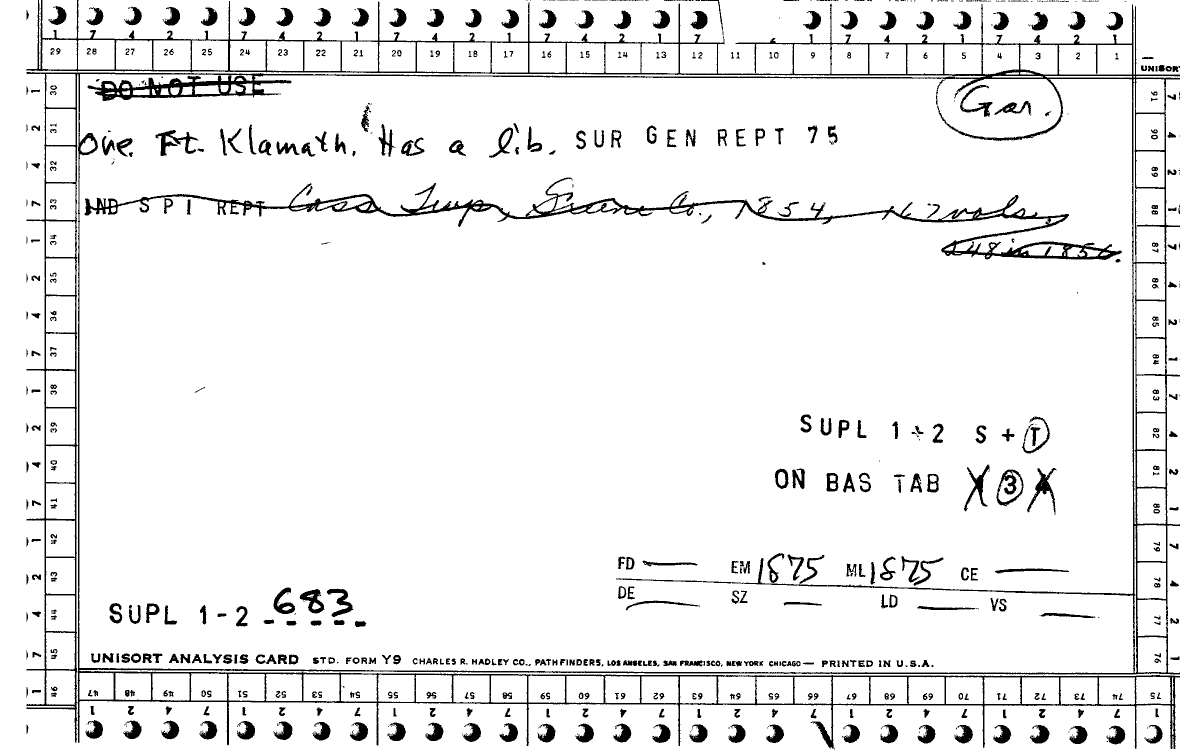 1 7 4 2 1 7 4 2 1 7 4 2 1 7 4 2 1 7 7 4 2 1 7 4 2 1
29 28 27 26 25 24 23 22 21 20 19 18 17 16 15 14 13 12 11 10 9 8 7 6 5 4 3 2 1
UNISORT
DO NOT USE
Gar.
One. Ft. Klamath. Has a lib. SUR GEN REPT 75
IND SPI REPT Cass Twp, Greene Co., 1854, 167 vols,
248 in 1856.
SUPL 1+2 S + T
ON BAS TAB 3 4
FD — EM 1875 ML 1875 CE —
DE — SZ — LD — VS —
SUPL 1-2 683
UNISORT ANALYSIS CARD STD. FORM Y9 CHARLES R. HADLEY CO., PATHFINDERS, LOS ANGELES, SAN FRANCISCO, NEW YORK CHICAGO — PRINTED IN U.S.A.
47 48 49 50 51 52 53 54 55 56 57 58 59 60 61 62 63 64 65 66 67 68 69 70 71 72 73 74 75
1 2 4 7 1 2 4 7 1 2 4 7 1 2 4 7 1 2 4 7 1 2 4 7 1 2 4 7 1
30 31 32 33 34 35 36 37 38 39 40 41 42 43 44 45 46
91 90 89 88 87 86 85 84 83 82 81 80 79 78 77 76